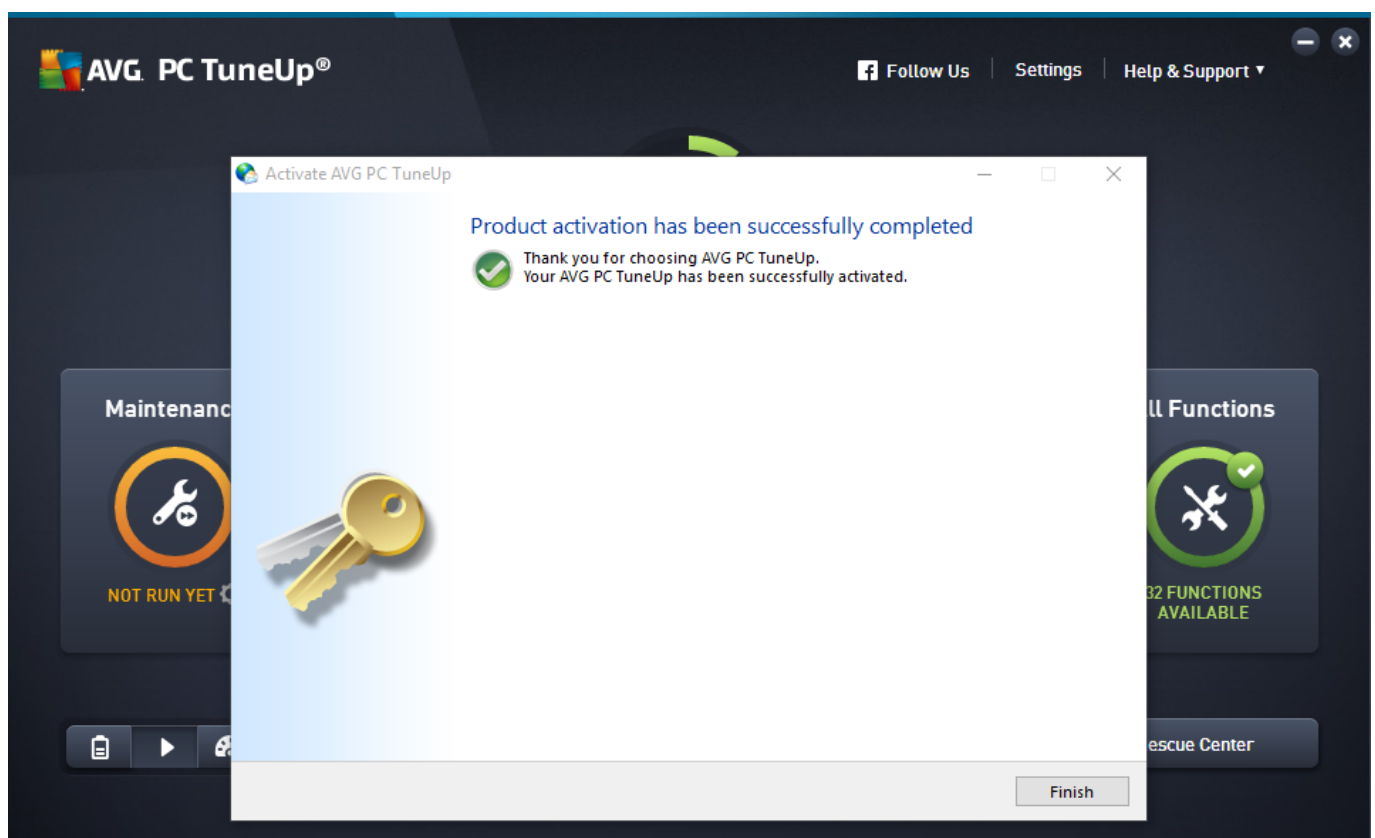 AVG. PC TuneUp®
Follow Us
Settings
Help & Support
Activate AVG PC TuneUp
Product activation has been successfully completed
Thank you for choosing AVG PC TuneUp.
Your AVG PC TuneUp has been successfully activated.
Maintenanc
NOT RUN YET
ll Functions
32 FUNCTIONS
AVAILABLE
escue Center
Finish